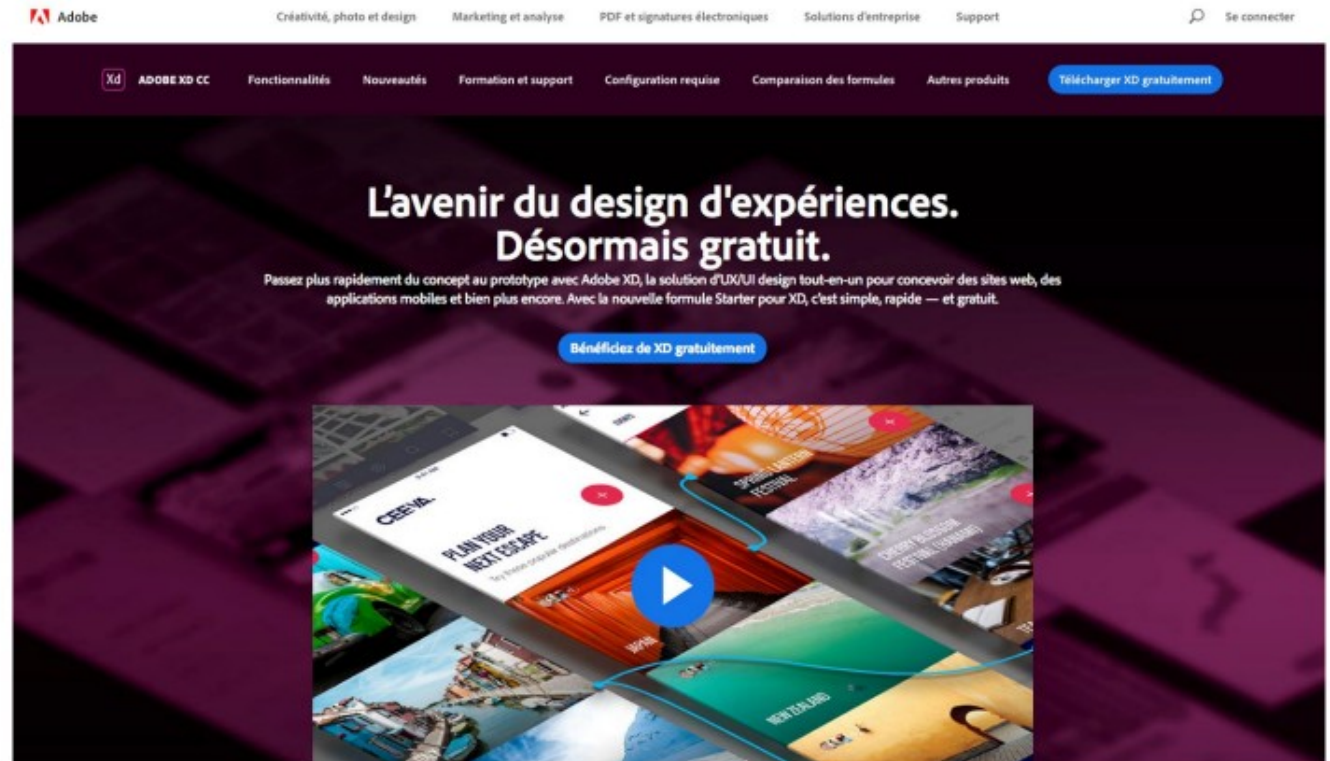 Adobe
Créativité, photo et design
Marketing et analyse
PDF et signatures électroniques
Solutions d'entreprise
Support
Se connecter
Xd
ADOBE XD CC
Fonctionnalités
Nouveautés
Formation et support
Configuration requise
Comparaison des formules
Autres produits
Télécharger XD gratuitement
L'avenir du design d'expériences.
Désormais gratuit.
Passez plus rapidement du concept au prototype avec Adobe XD, la solution d'UX/UI design tout-en-un pour concevoir des sites web, des
applications mobiles et bien plus encore. Avec la nouvelle formule Starter pour XD, c'est simple, rapide — et gratuit.
Bénéficiez de XD gratuitement
CEEVA.
PLAN YOUR
NEXT ESCAPE
Try these popular destinations
SPRING LANTERN
FESTIVAL
CHERRY BLOSSOM
FESTIVAL (HANAMI)
JAPAN
NEW ZEALAND